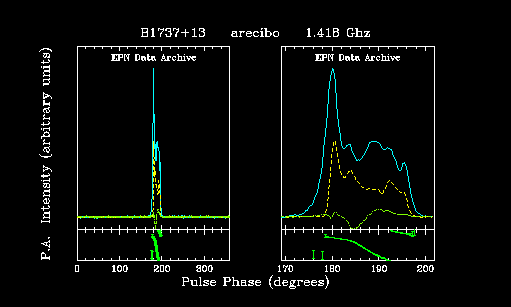 B1737+13 arecibo 1.418 Ghz
EPN Data Archive EPN Data Archive
P.A. Intensity (arbitrary units)
0 100 200 300 170 180 190 200
Pulse Phase (degrees)